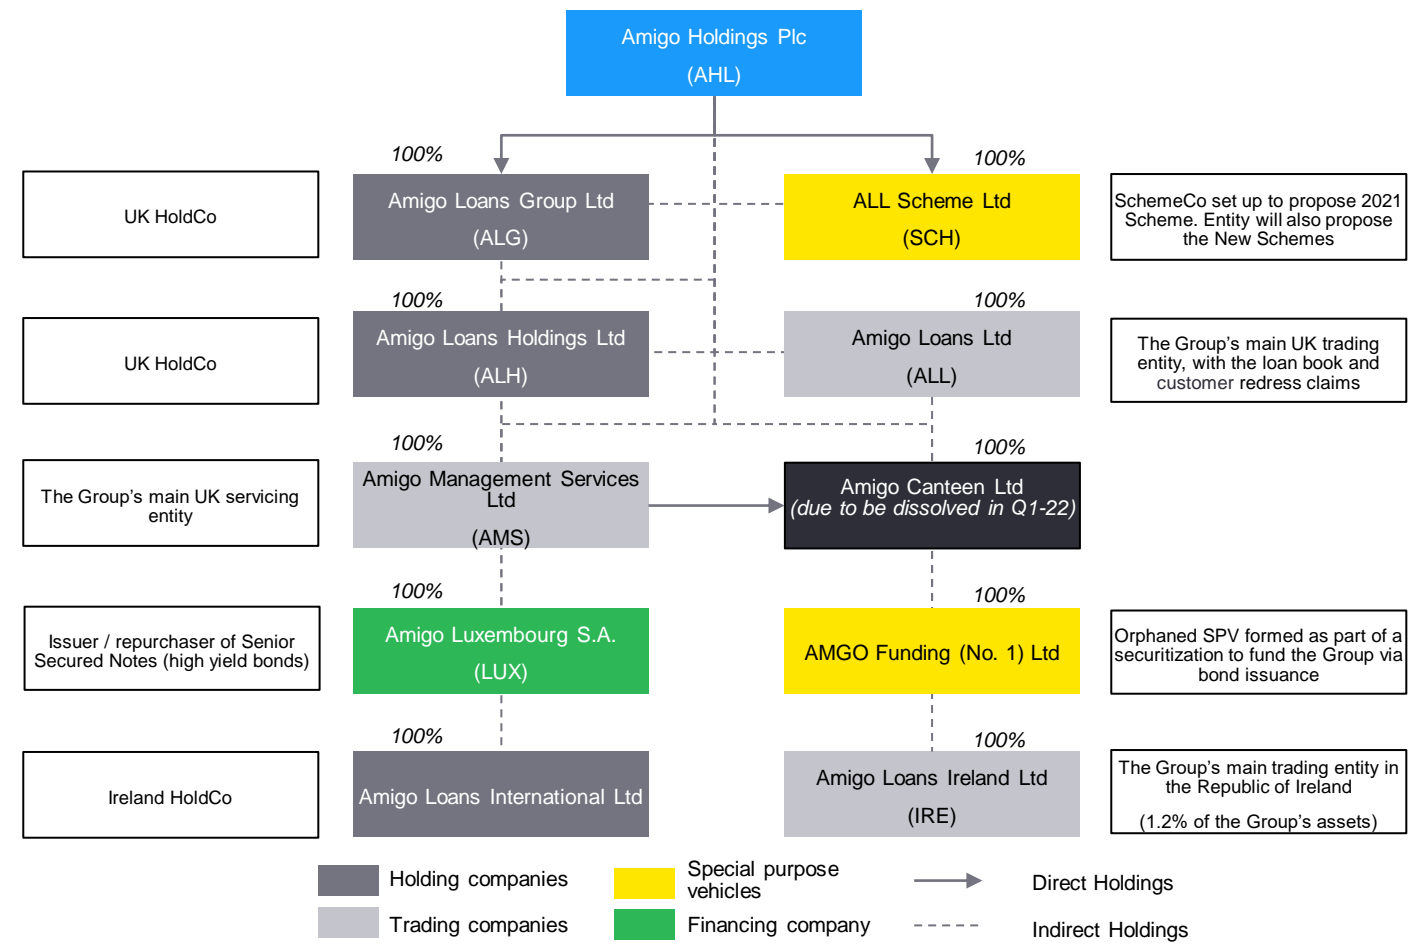 Amigo Holdings Plc
(AHL)
100%
100%
UK HoldCo
Amigo Loans Group Ltd
(ALG)
ALL Scheme Ltd
(SCH)
SchemeCo set up to propose 2021
Scheme. Entity will also propose
the New Schemes
100%
100%
UK HoldCo
Amigo Loans Holdings Ltd
(ALH)
Amigo Loans Ltd
(ALL)
The Group's main UK trading
entity, with the loan book and
customer redress claims
100%
100%
The Group's main UK servicing
entity
Amigo Management Services
Ltd
(AMS)
Amigo Canteen Ltd
(due to be dissolved in Q1-22)
100%
100%
Issuer / repurchaser of Senior
Secured Notes (high yield bonds)
Amigo Luxembourg S.A.
(LUX)
AMGO Funding (No. 1) Ltd
Orphaned SPV formed as part of a
securitization to fund the Group via
bond issuance
100%
100%
Ireland HoldCo
Amigo Loans International Ltd
Amigo Loans Ireland Ltd
(IRE)
The Group's main trading entity in
the Republic of Ireland
(1.2% of the Group's assets)
Holding companies
Special purpose
vehicles
Direct Holdings
Trading companies
Financing company
Indirect Holdings